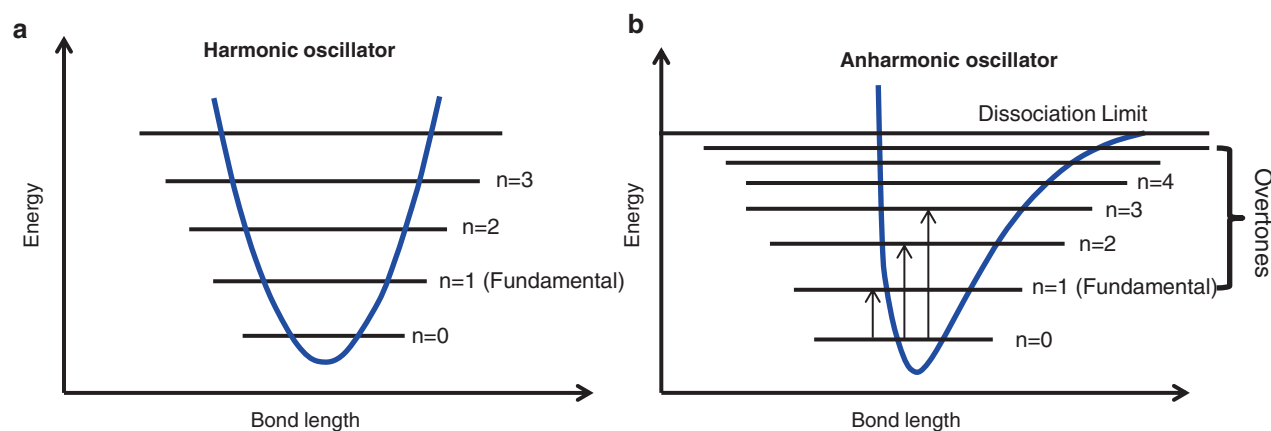 a
Harmonic oscillator
Energy
n=3
n=2
n=1 (Fundamental)
n=0
Bond length
b
Anharmonic oscillator
Dissociation Limit
Energy
n=4
n=3
n=2
n=1 (Fundamental)
n=0
Overtones
Bond length